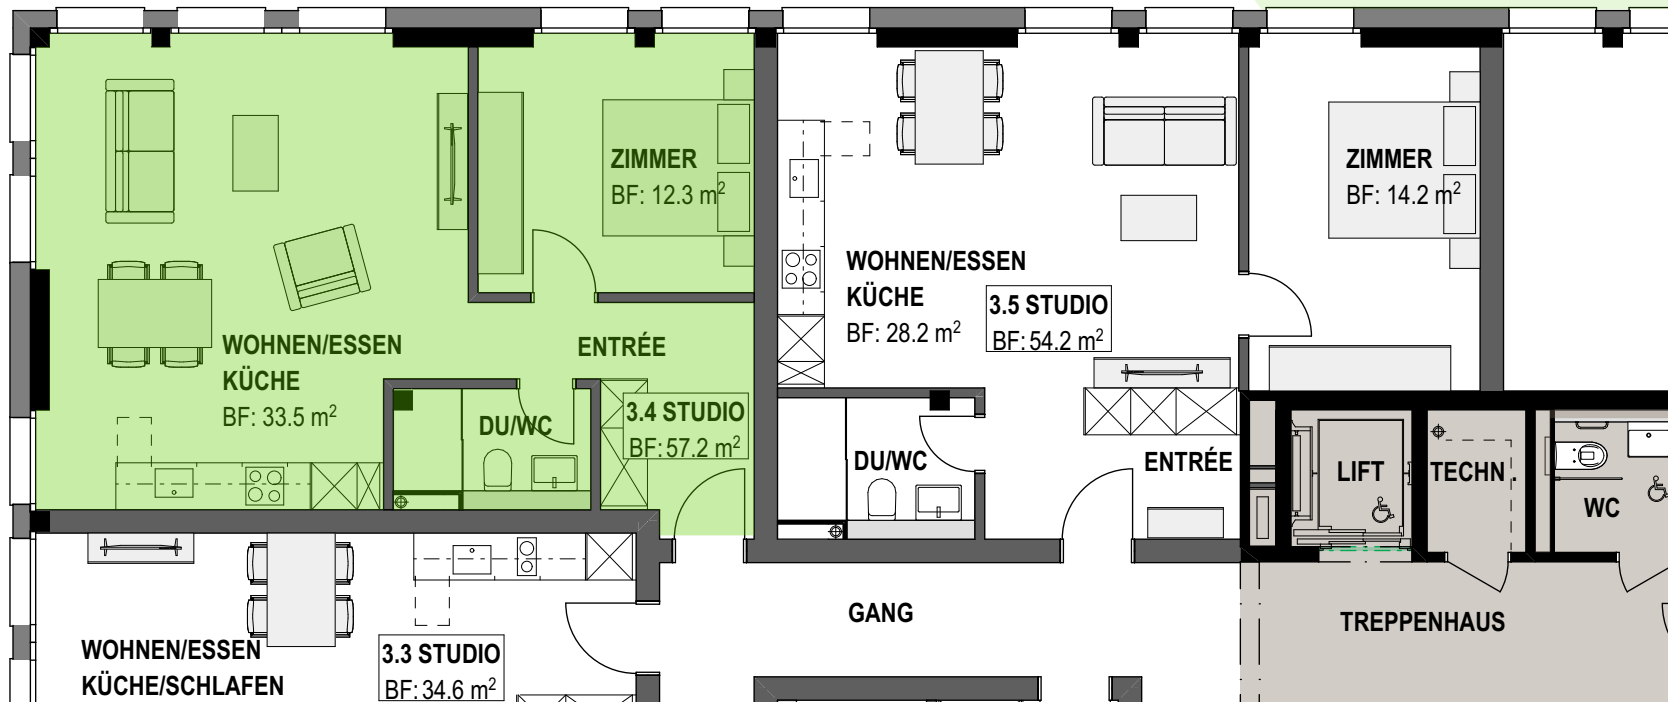 ZIMMER
BF: 12.3 m²
ZIMMER
BF: 14.2 m²
WOHNEN/ESSEN
KÜCHE
BF: 28.2 m²
3.5 STUDIO
BF: 54.2 m²
WOHNEN/ESSEN
KÜCHE
BF: 33.5 m²
ENTRÉE
3.4 STUDIO
BF: 57.2 m²
DU/WC
DU/WC
ENTRÉE
LIFT
TECHN.
WC
GANG
TREPPENHAUS
WOHNEN/ESSEN
KÜCHE/SCHLAFEN
3.3 STUDIO
BF: 34.6 m²